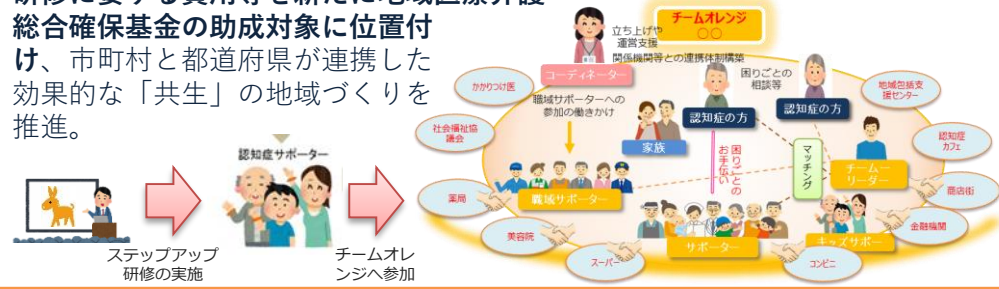 研修に要する費用等を新たに地域医療介護
総合確保基金の助成対象に位置付
け、市町村と都道府県が連携した
効果的な「共生」の地域づくりを
推進。
認知症サポーター
ステップアップ
研修の実施
チームオレ
ンジへ参加
チームオレンジ
○○
立ち上げや
運営支援
関係機関等との連携体制構築
コーディネーター
職域サポーターへの
参加の働きかけ
困りごとの
相談等
認知症の方
認知症の方
家族
困りごとの
お手伝い
マッチング
チーム
リーダー
職域サポーター
サポーター
キッズサポー
かかりつけ医
社会福祉協
議会
薬局
美容院
スーパー
コンビニ
金融機関
商店街
認知症
カフェ
地域包括支
援センター